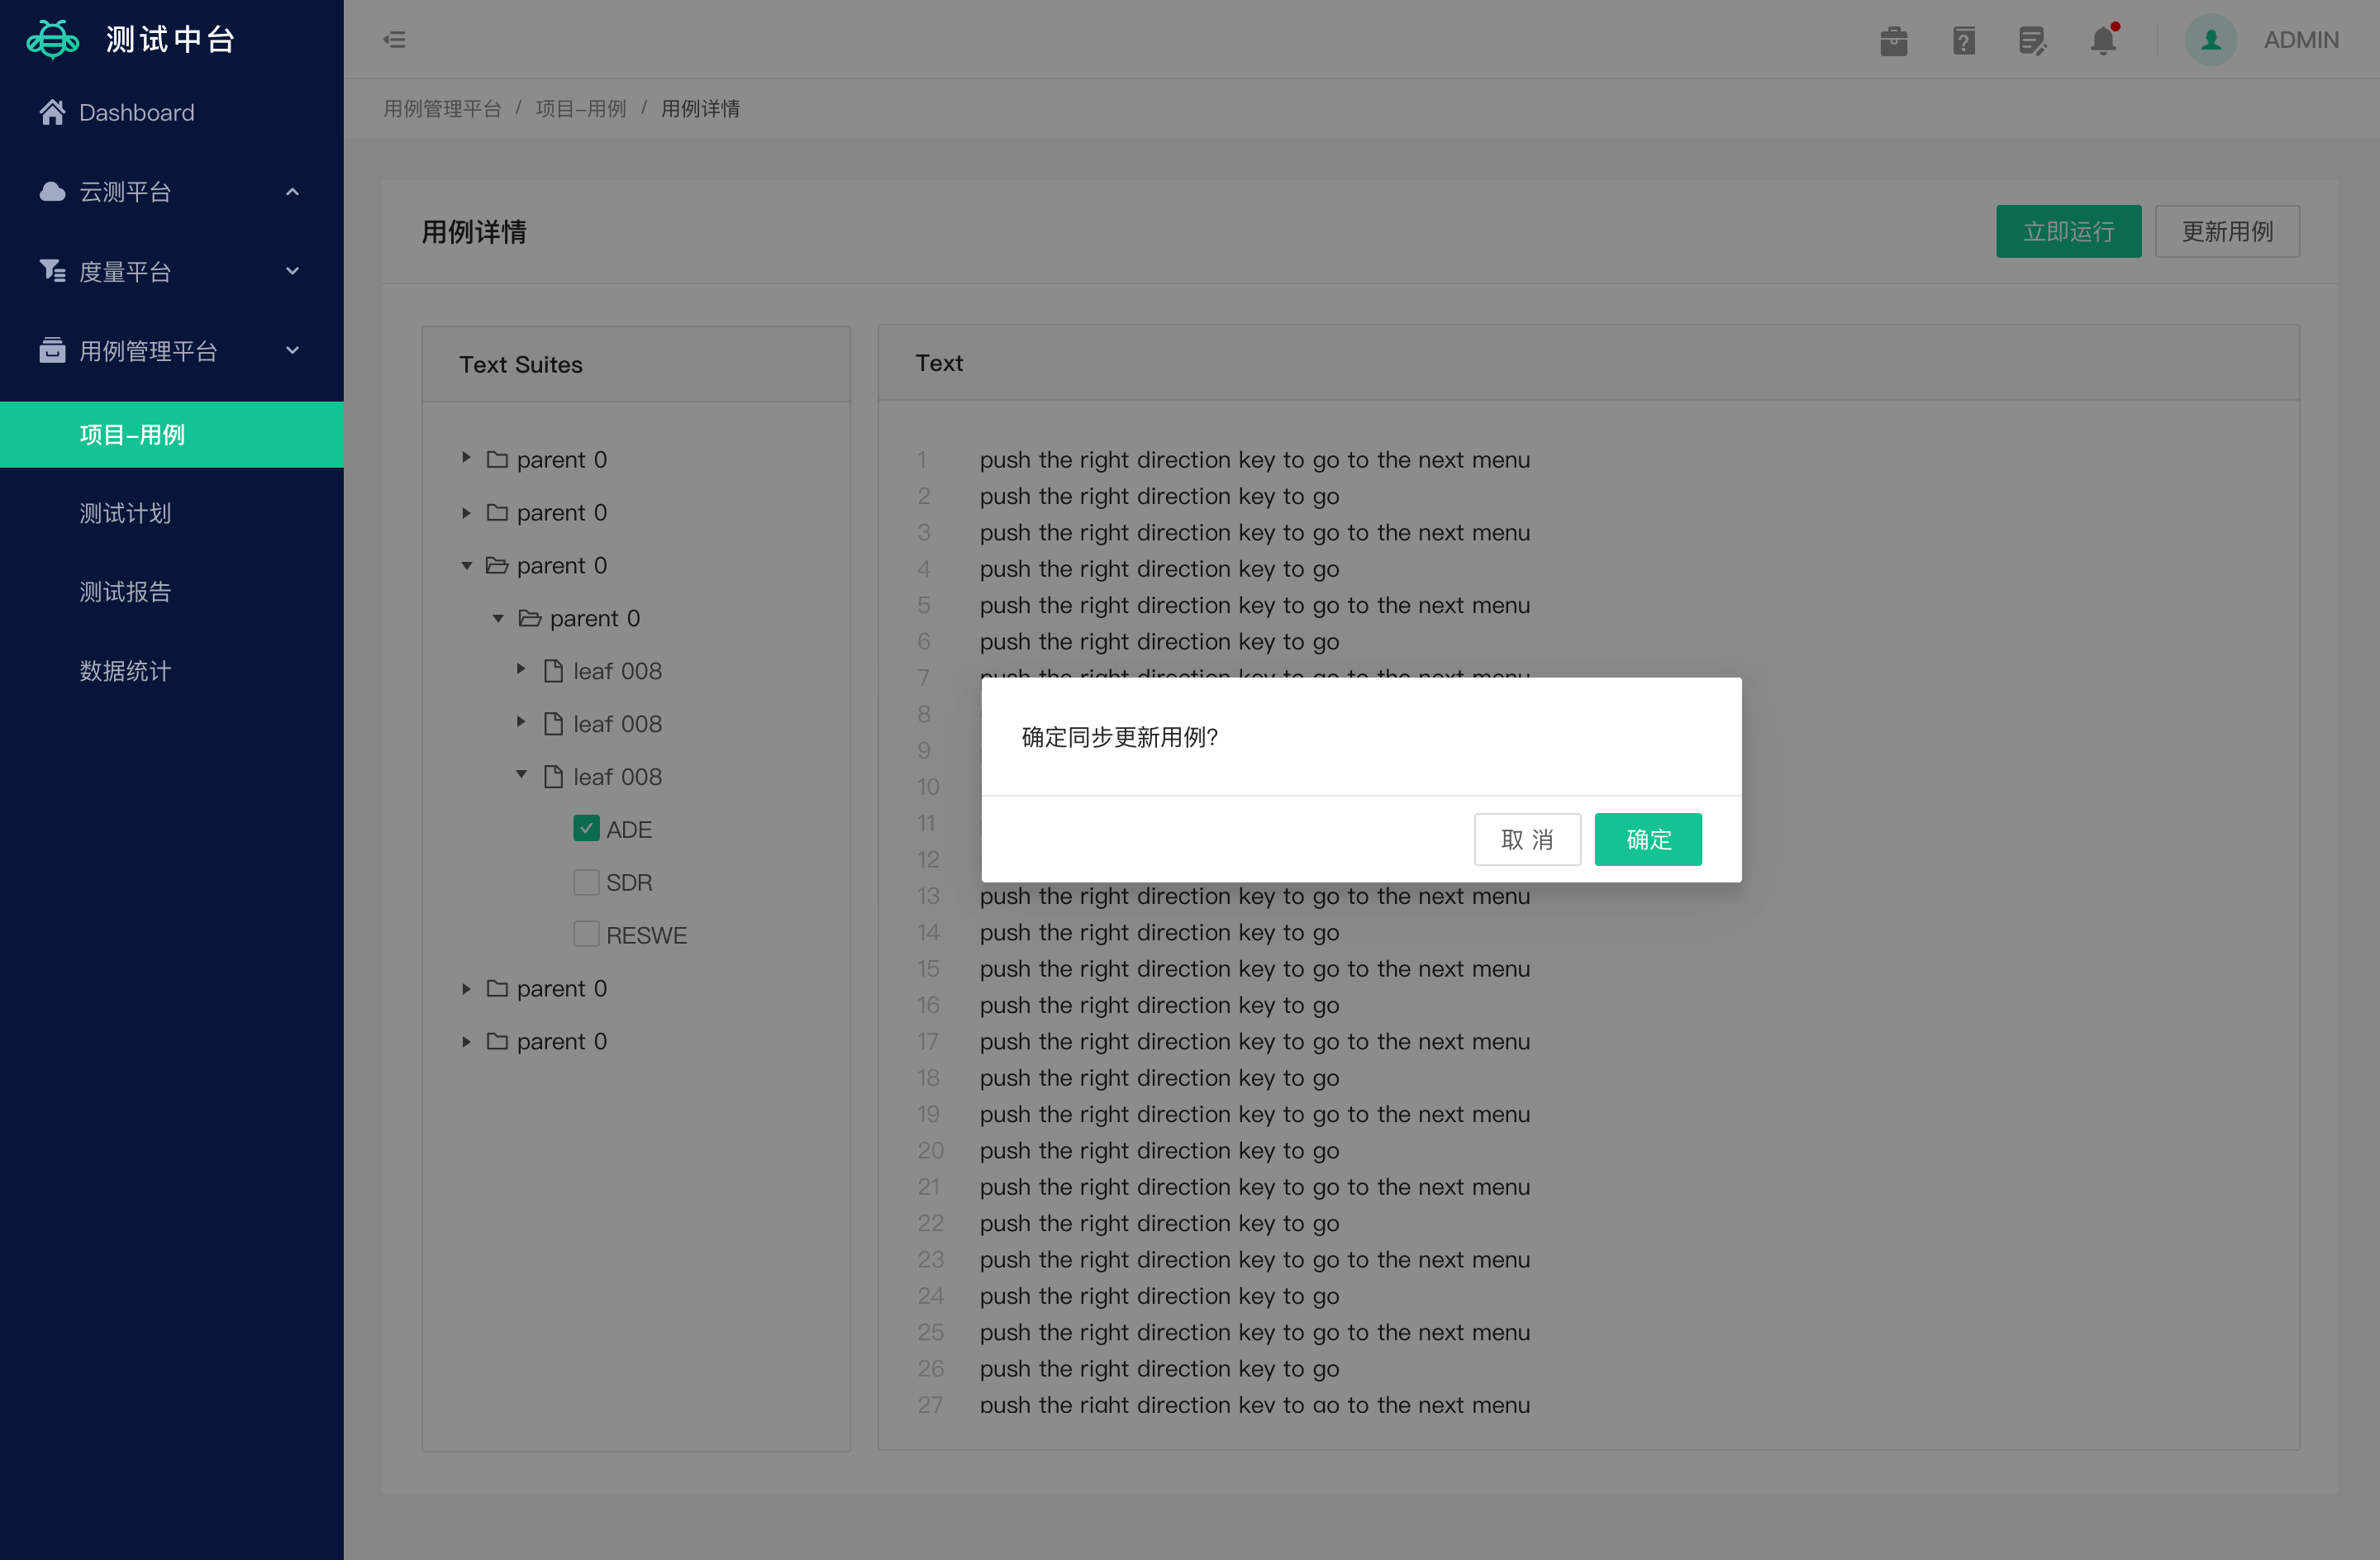 测试中台
ADMIN
Dashboard
云测平台
度量平台
用例管理平台
项目–用例
测试计划
测试报告
数据统计
用例管理平台 / 项目–用例 / 用例详情
用例详情
立即运行
更新用例
Text Suites
parent 0
parent 0
parent 0
parent 0
leaf 008
leaf 008
leaf 008
ADE
SDR
RESWE
parent 0
parent 0
Text
1 push the right direction key to go to the next menu
2 push the right direction key to go
3 push the right direction key to go to the next menu
4 push the right direction key to go
5 push the right direction key to go to the next menu
6 push the right direction key to go
7 push the right direction key to go to the next menu
8
9
10
11
12
确定同步更新用例?
取 消
确定
13 push the right direction key to go to the next menu
14 push the right direction key to go
15 push the right direction key to go to the next menu
16 push the right direction key to go
17 push the right direction key to go to the next menu
18 push the right direction key to go
19 push the right direction key to go to the next menu
20 push the right direction key to go
21 push the right direction key to go to the next menu
22 push the right direction key to go
23 push the right direction key to go to the next menu
24 push the right direction key to go
25 push the right direction key to go to the next menu
26 push the right direction key to go
27 push the right direction key to go to the next menu